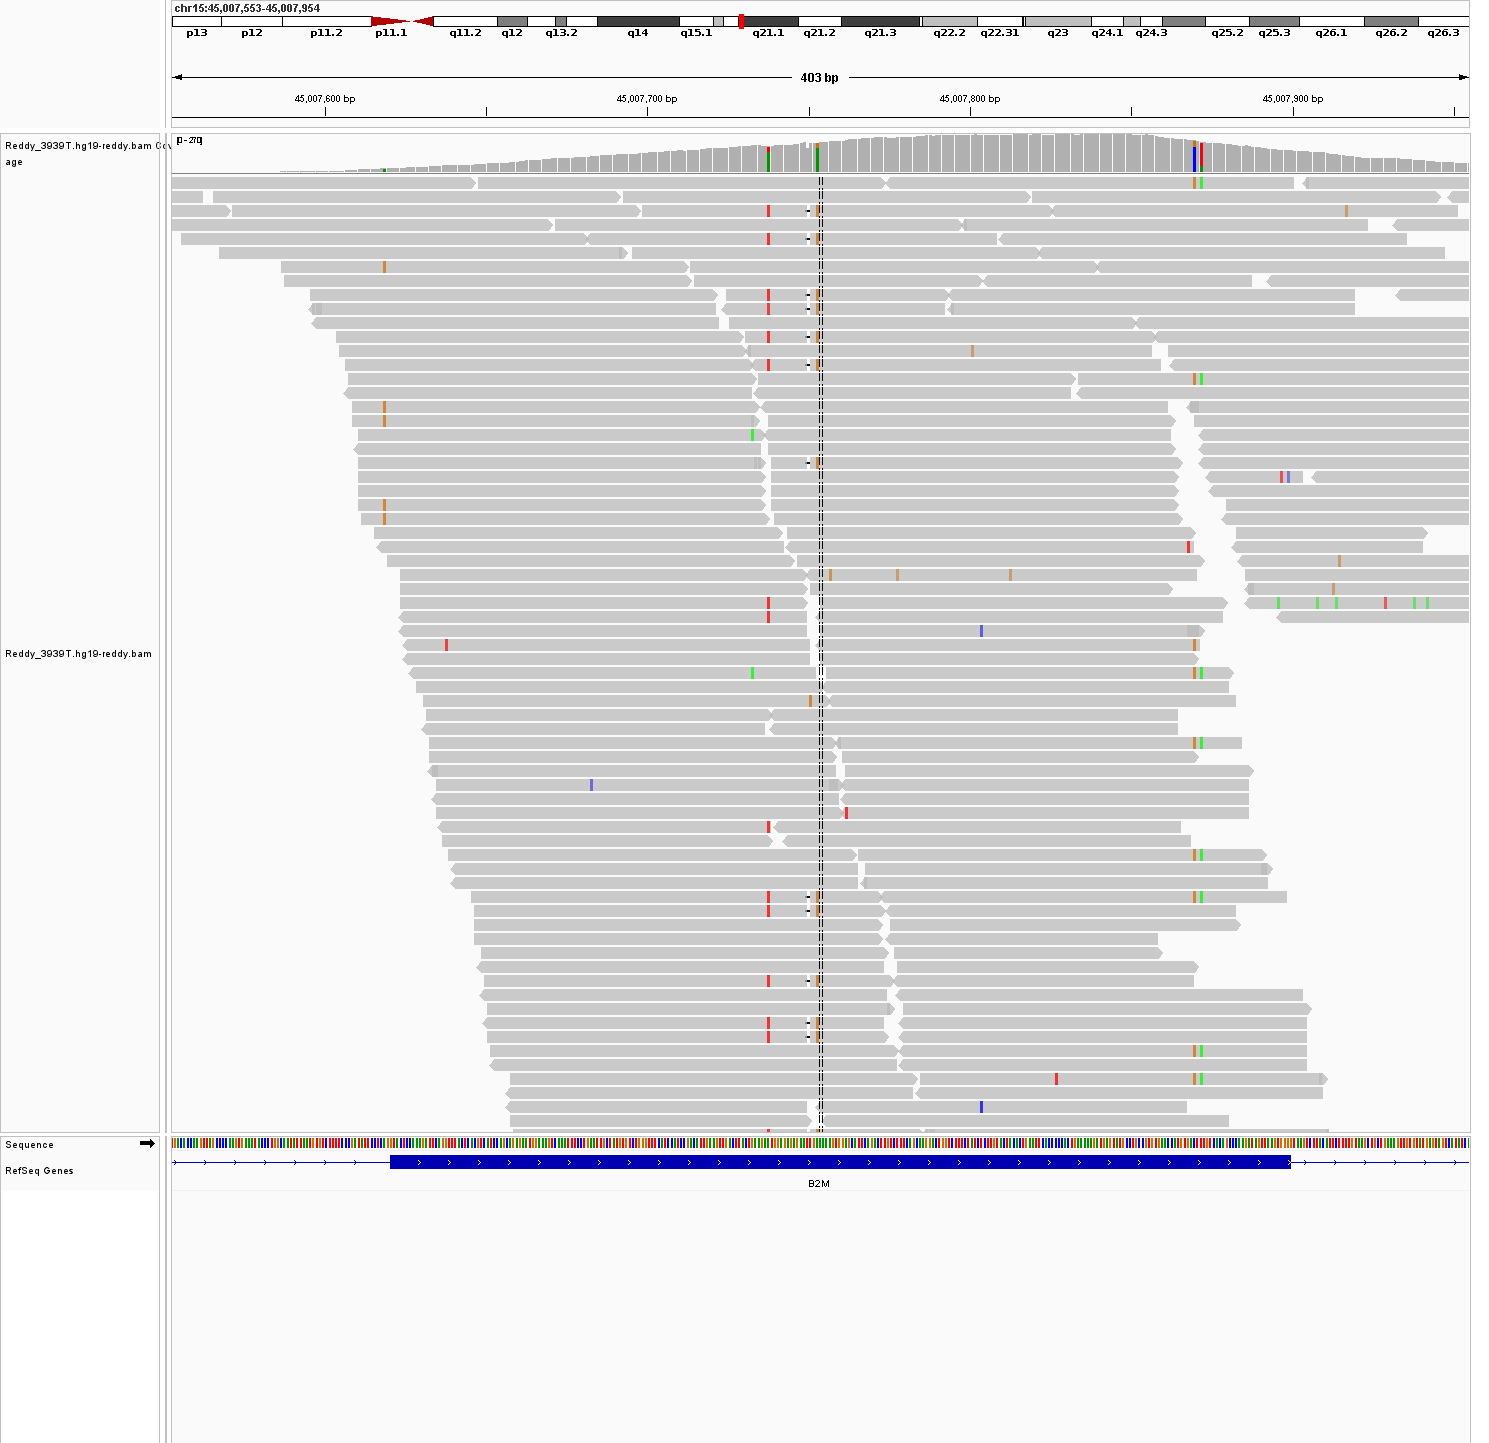 chr15:45,007,553-45,007,954
p13 p12 p11.2 p11.1 q11.2 q12 q13.2 q14 q15.1 q21.1 q21.2 q21.3 q22.2 q22.31 q23 q24.1 q24.3 q25.2 q25.3 q26.1 q26.2 q26.3
403 bp
45,007,600 bp 45,007,700 bp 45,007,800 bp 45,007,900 bp
[0 - 270]
Reddy_3939T.hg19-reddy.bam Cov
age
Reddy_3939T.hg19-reddy.bam
Sequence
RefSeq Genes
B2M